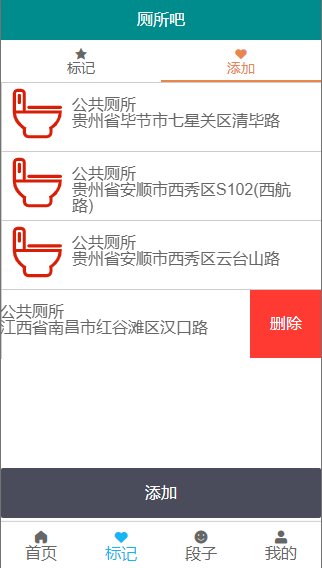 厕所吧
标记
添加
公共厕所
贵州省毕节市七星关区清毕路
公共厕所
贵州省安顺市西秀区S102(西航
路)
公共厕所
贵州省安顺市西秀区云台山路
公共厕所
江西省南昌市红谷滩区汉口路
删除
添加
首页
标记
段子
我的